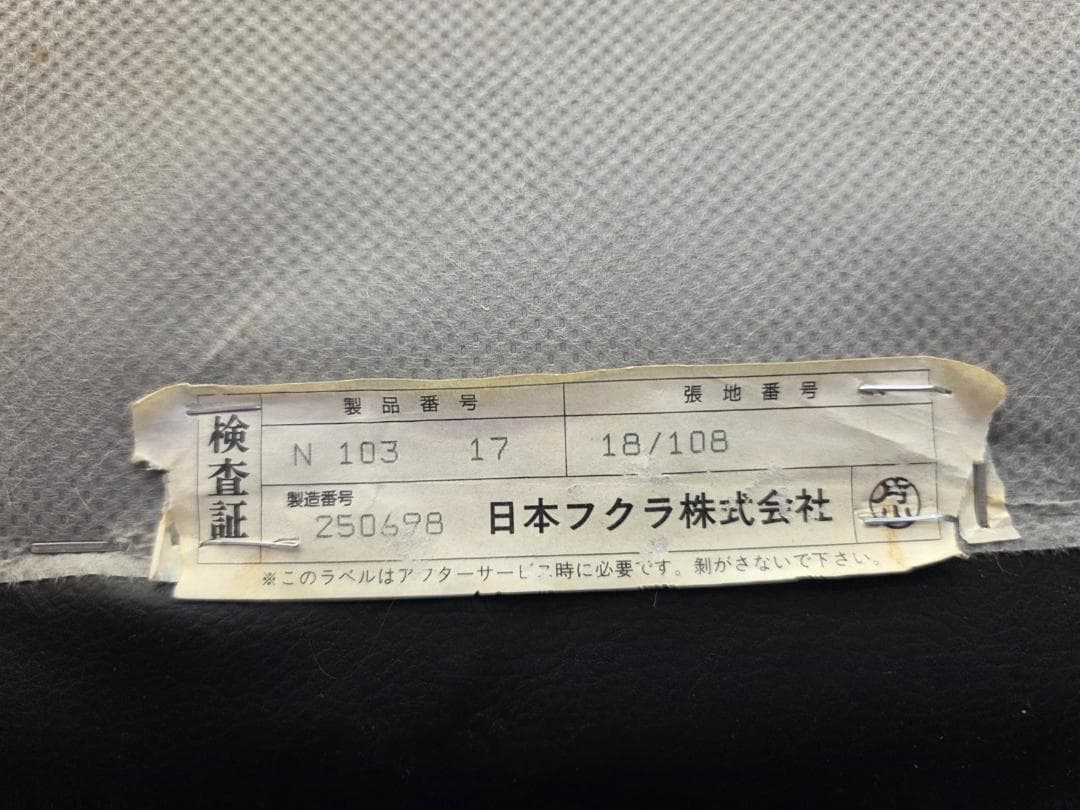 検査証
製品番号 張地番号
N 103 17 18/108
製造番号
250698 日本フクラ株式会社
※このラベルはアフターサービス時に必要です。剝がさないで下さい。